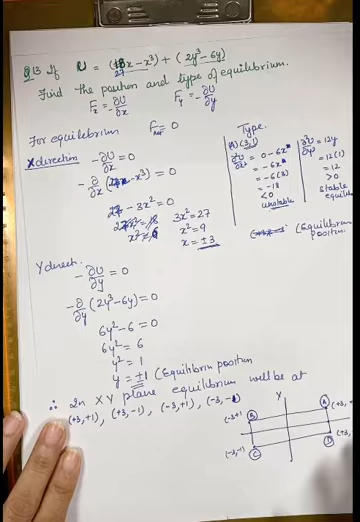 Q13 If U = (27x - x³) + (2y³ - 6y)
Find the position and type of equilibrium.
Fₓ = -∂U/∂x Fᵧ = -∂U/∂y
For equilibrium Fnet = 0
X direction -∂U/∂x = 0
-∂/∂x (27x - x³) = 0
27 - 3x² = 0
3x² = 27
x² = 9
x = ±3
(Equilibrium position
Type.
(A) (3,1)
∂²U/∂x² = 0 - 6x
= -6x
= -6(3)
= -18
< 0
unstable
∂²U/∂y² = 12y
= 12(1)
= 12
> 0
stable
Y direct.
-∂U/∂y = 0
-∂/∂y (2y³ - 6y) = 0
6y² - 6 = 0
6y² = 6
y² = 1
y = ±1 (Equilibrium position
∴ In XY plane equilibrium will be at
(+3,+1), (+3,-1), (-3,+1), (-3,-1)
Y
(-3+1) B A (+3,
(-3,-1) C D (+3,